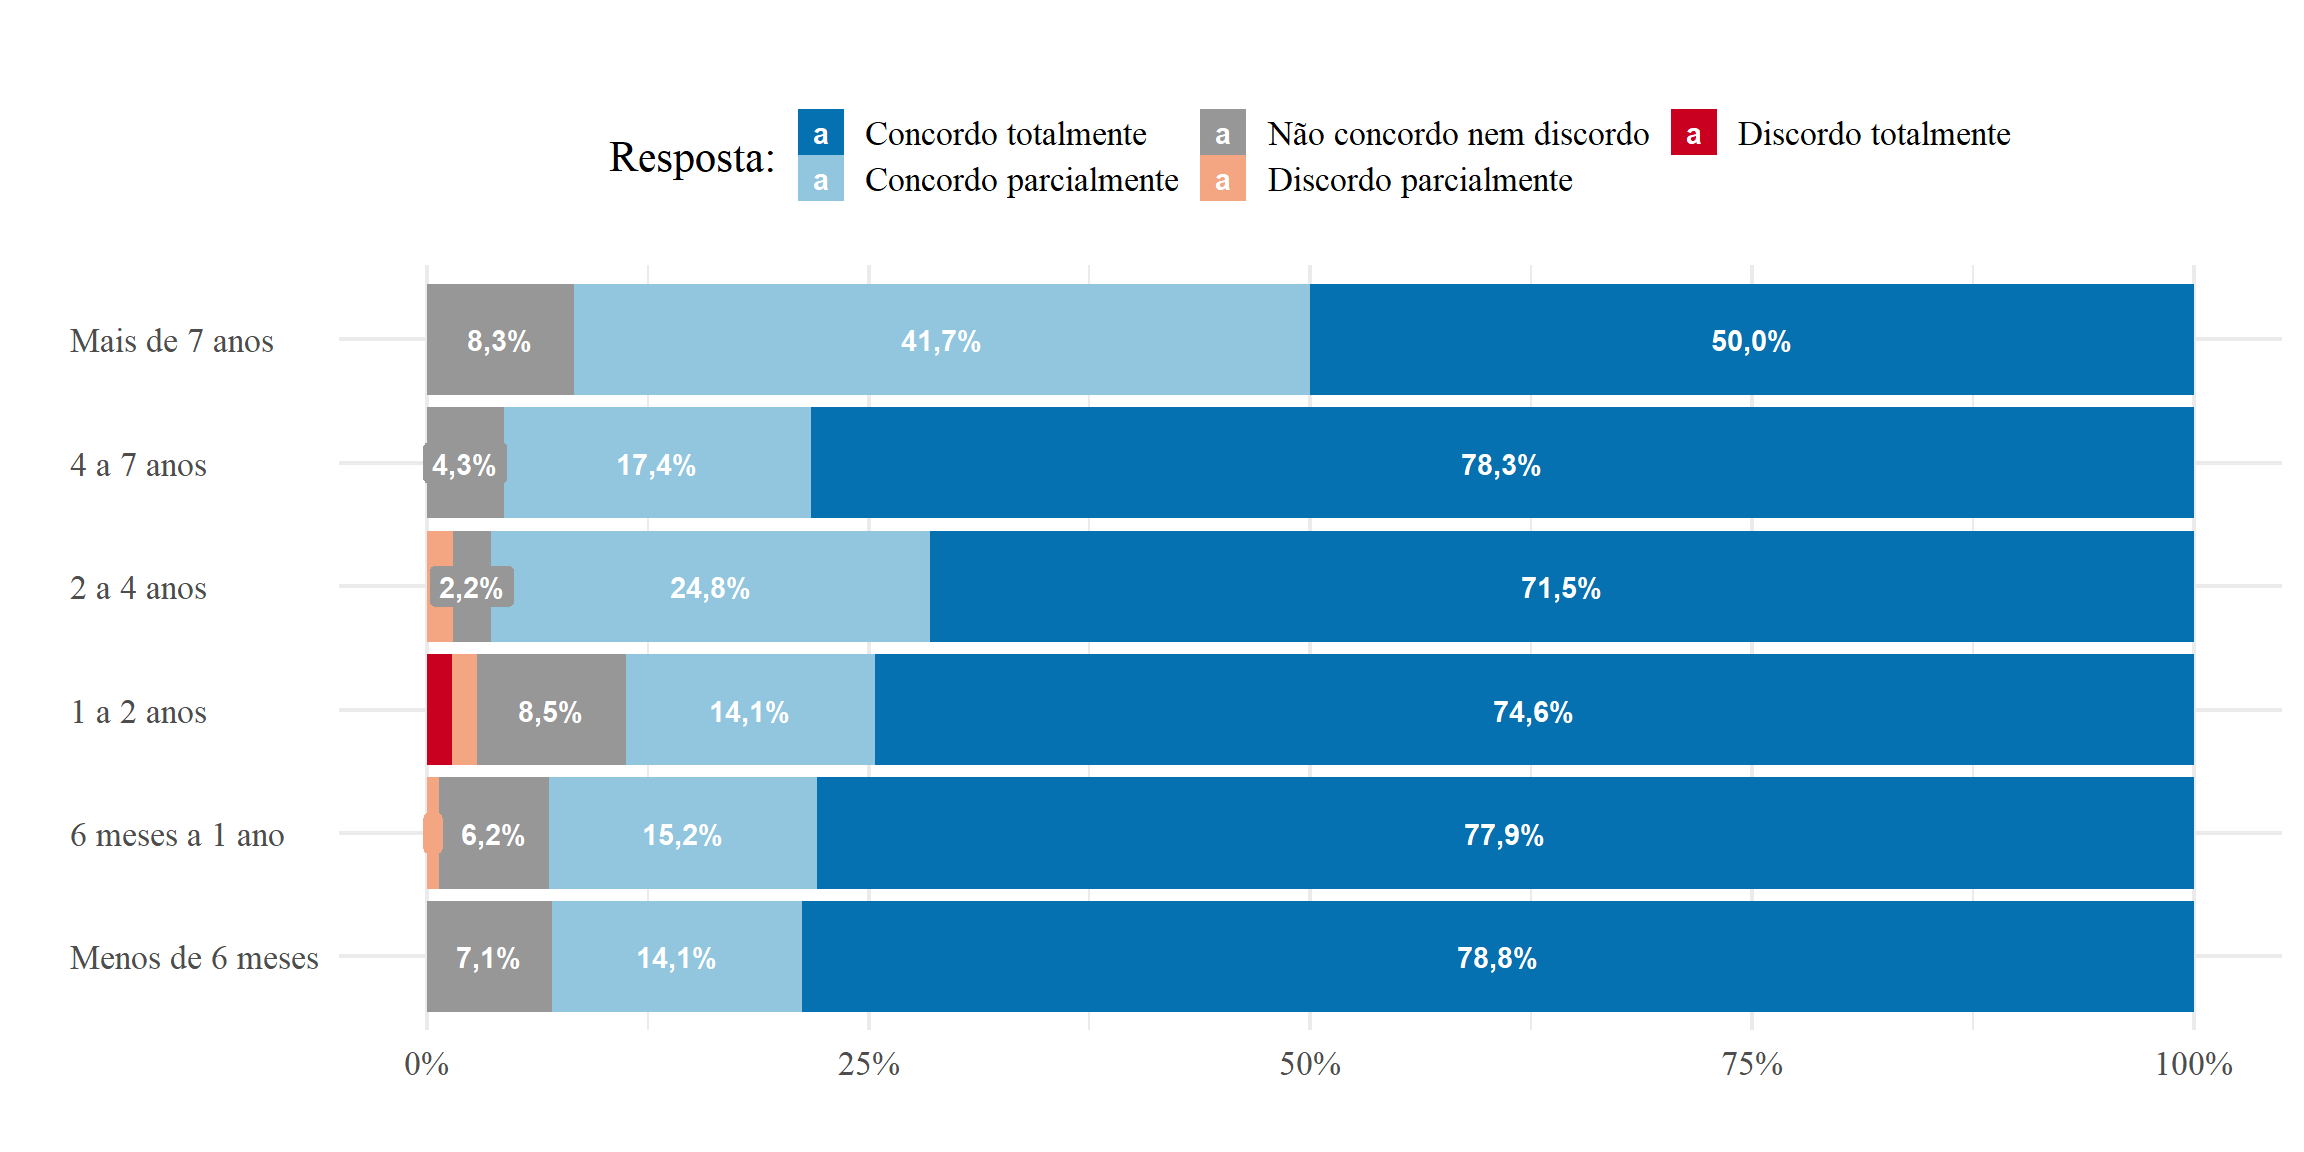 Resposta:
a Concordo totalmente a Não concordo nem discordo a Discordo totalmente
a Concordo parcialmente a Discordo parcialmente
Mais de 7 anos 8,3% 41,7% 50,0%
4 a 7 anos 4,3% 17,4% 78,3%
2 a 4 anos 2,2% 24,8% 71,5%
1 a 2 anos 8,5% 14,1% 74,6%
6 meses a 1 ano 6,2% 15,2% 77,9%
Menos de 6 meses 7,1% 14,1% 78,8%
0% 25% 50% 75% 100%